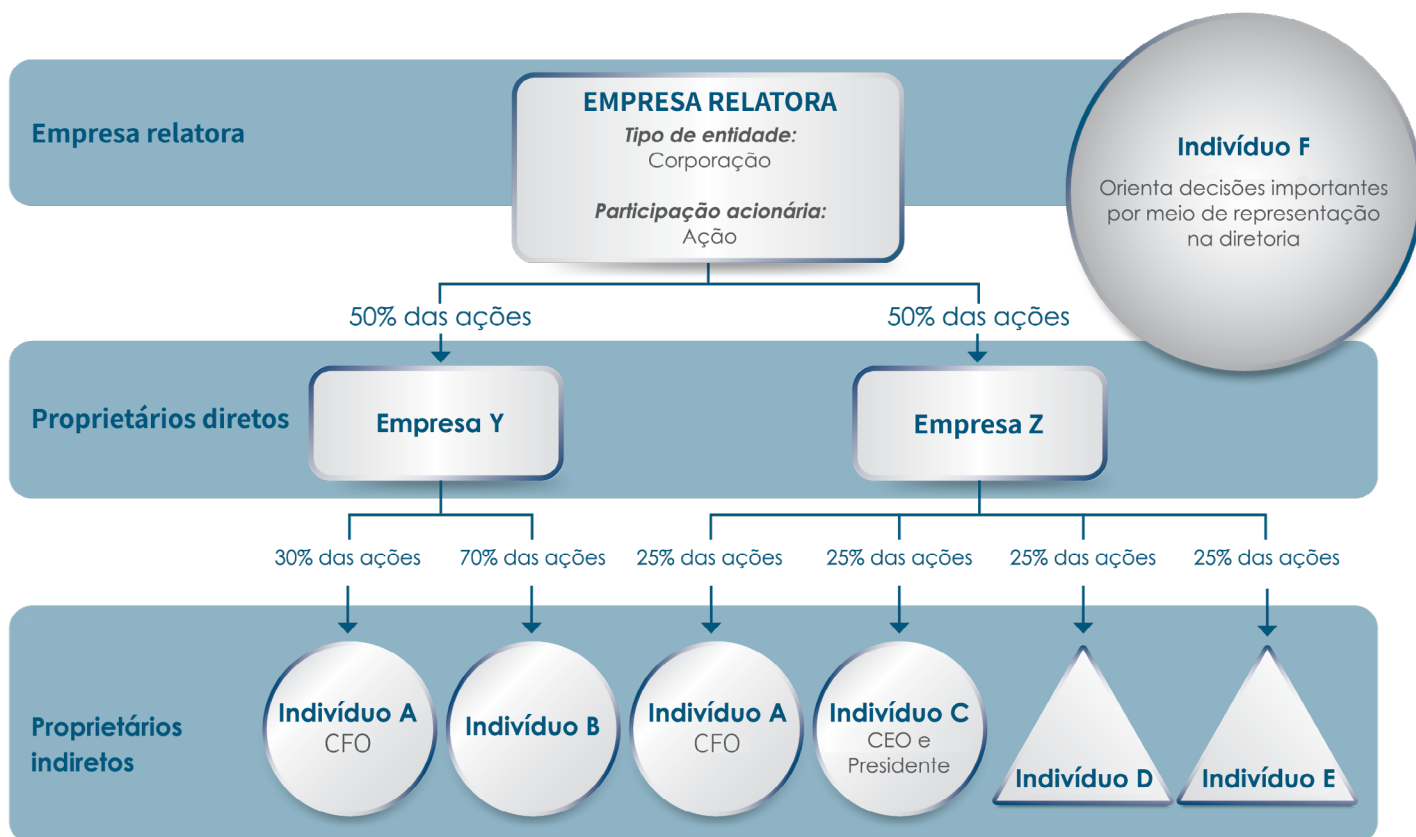 Empresa relatora
EMPRESA RELATORA
Tipo de entidade:
Corporação
Participação acionária:
Ação
Indivíduo F
Orienta decisões importantes
por meio de representação
na diretoria
50% das ações
50% das ações
Proprietários diretos
Empresa Y
Empresa Z
30% das ações
70% das ações
25% das ações
25% das ações
25% das ações
25% das ações
Proprietários
indiretos
Indivíduo A
CFO
Indivíduo B
Indivíduo A
CFO
Indivíduo C
CEO e
Presidente
Indivíduo D
Indivíduo E